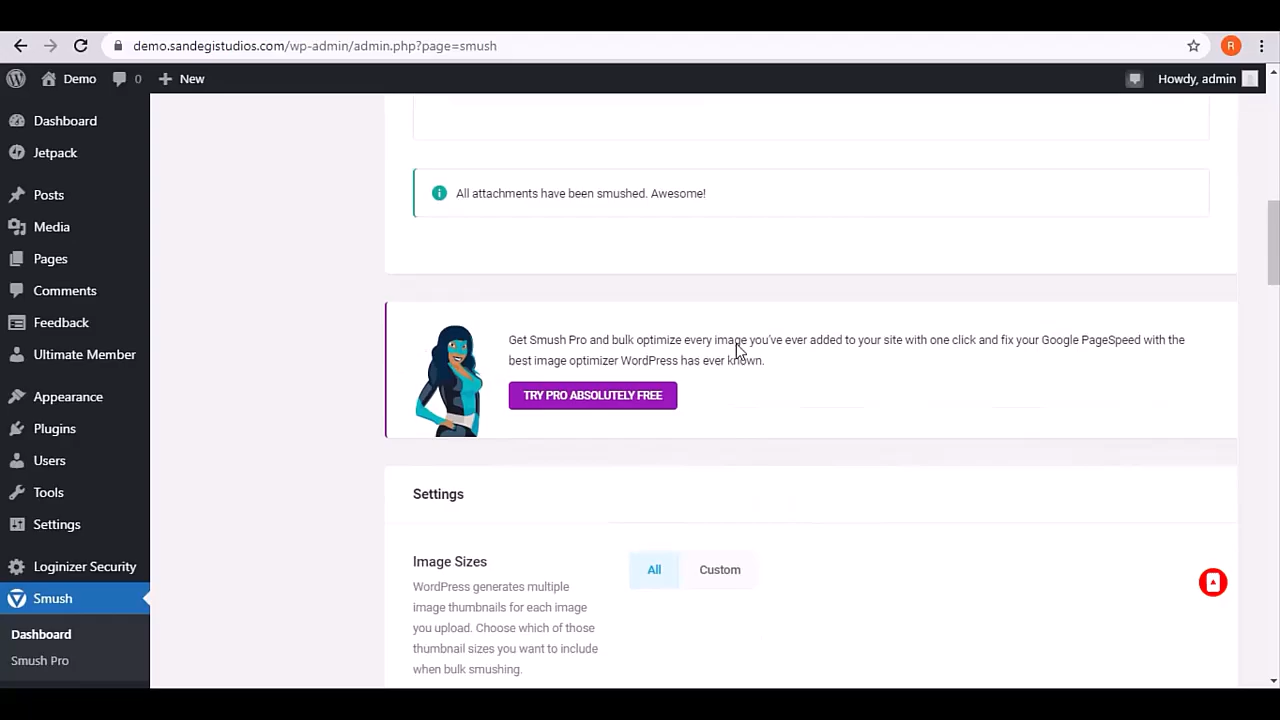 demo.sandegistudios.com/wp-admin/admin.php?page=smush
R
Demo 0 New Howdy, admin
Dashboard
Jetpack
Posts
Media
Pages
Comments
Feedback
Ultimate Member
Appearance
Plugins
Users
Tools
Settings
Loginizer Security
Smush
Dashboard
Smush Pro
All attachments have been smushed. Awesome!
Get Smush Pro and bulk optimize every image you've ever added to your site with one click and fix your Google PageSpeed with the
best image optimizer WordPress has ever known.
TRY PRO ABSOLUTELY FREE
Settings
Image Sizes
WordPress generates multiple
image thumbnails for each image
you upload. Choose which of those
thumbnail sizes you want to include
when bulk smushing.
All Custom